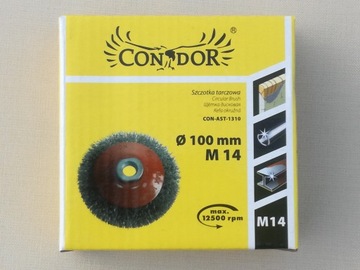 CONDOR®
Szczotka tarczowa
Circular Brush
CON-AST-1310
Ø 100 mm
M 14
max.
12500 rpm
M14